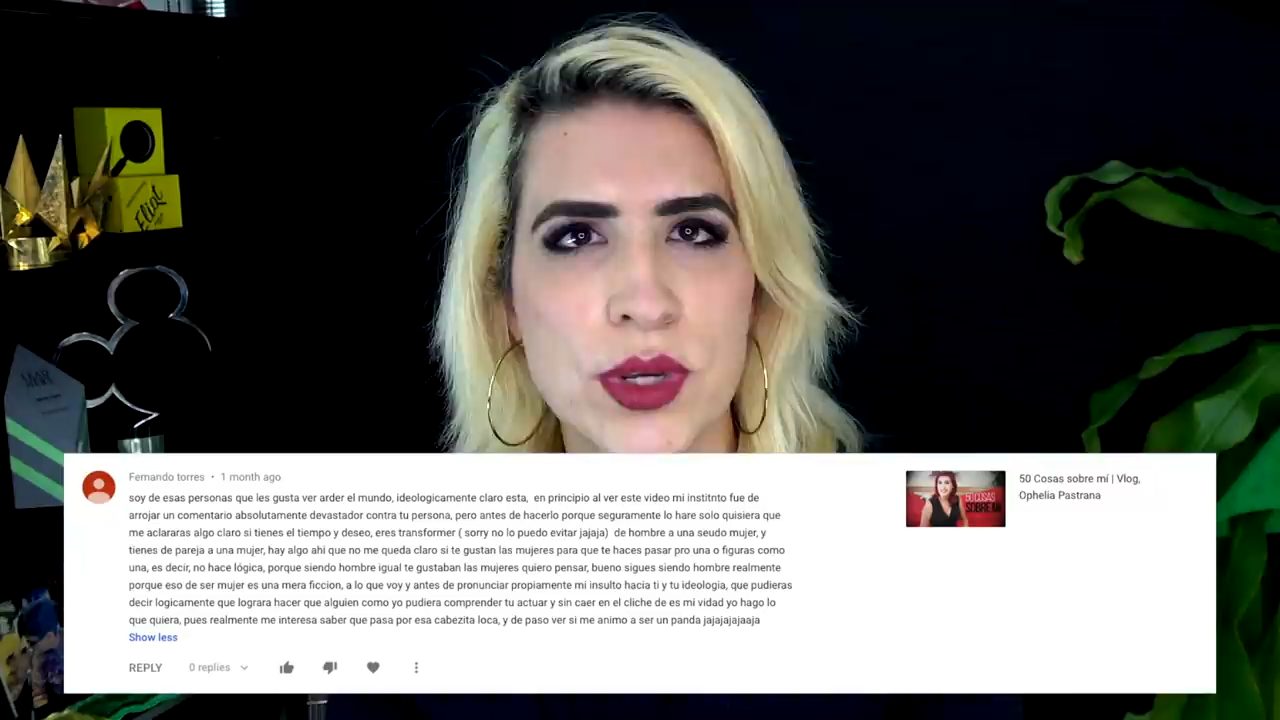 Eliot
Fernando torres • 1 month ago
soy de esas personas que les gusta ver arder el mundo, ideologicamente claro esta, en principio al ver este video mi institnto fue de
arrojar un comentario absolutamente devastador contra tu persona, pero antes de hacerlo porque seguramente lo hare solo quisiera que
me aclararas algo claro si tienes el tiempo y deseo, eres transformer ( sorry no lo puedo evitar jajaja) de hombre a una seudo mujer, y
tienes de pareja a una mujer, hay algo ahi que no me queda claro si te gustan las mujeres para que te haces pasar pro una o figuras como
una, es decir, no hace lógica, porque siendo hombre igual te gustaban las mujeres quiero pensar, bueno sigues siendo hombre realmente
porque eso de ser mujer es una mera ficcion, a lo que voy y antes de pronunciar propiamente mi insulto hacia ti y tu ideologia, que pudieras
decir logicamente que lograra hacer que alguien como yo pudiera comprender tu actuar y sin caer en el cliche de es mi vidad yo hago lo
que quiera, pues realmente me interesa saber que pasa por esa cabezita loca, y de paso ver si me animo a ser un panda jajajajajaaja
Show less
REPLY 0 replies
50 COSAS
SOBRE MÍ
50 Cosas sobre mí | Vlog,
Ophelia Pastrana